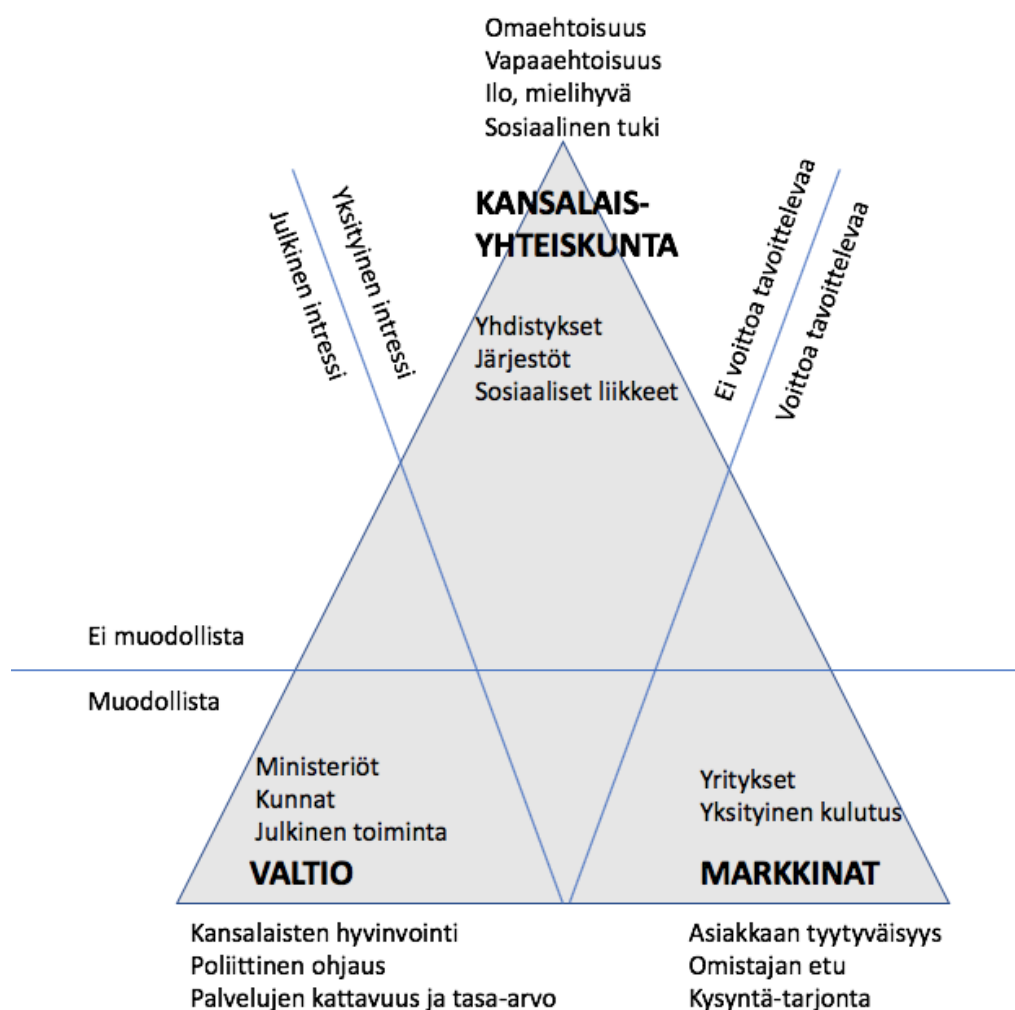 Omaehtoisuus
Vapaaehtoisuus
Ilo, mielihyvä
Sosiaalinen tuki
KANSALAIS-
YHTEISKUNTA
Yksityinen intressi
Julkinen intressi
Ei voittoa tavoittelevaa
Voittoa tavoittelevaa
Yhdistykset
Järjestöt
Sosiaaliset liikkeet
Ei muodollista
Muodollista
Ministeriöt
Kunnat
Julkinen toiminta
VALTIO
Yritykset
Yksityinen kulutus
MARKKINAT
Kansalaisten hyvinvointi
Poliittinen ohjaus
Palvelujen kattavuus ja tasa-arvo
Asiakkaan tyytyväisyys
Omistajan etu
Kysyntä-tarjonta